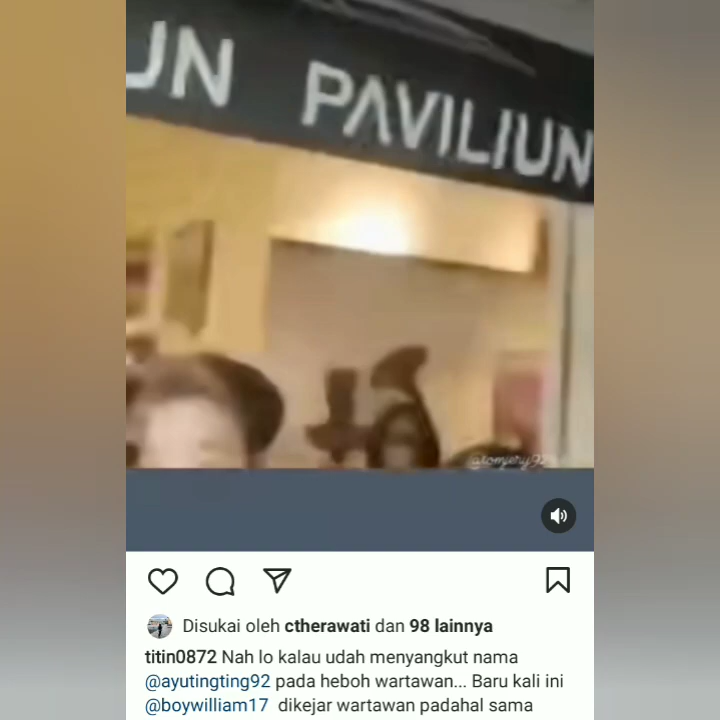 UN PAVILIUN
@tomjery92
Disukai oleh ctherawati dan 98 lainnya
titin0872 Nah lo kalau udah menyangkut nama
@ayutingting92 pada heboh wartawan... Baru kali ini
@boywilliam17 dikejar wartawan padahal sama